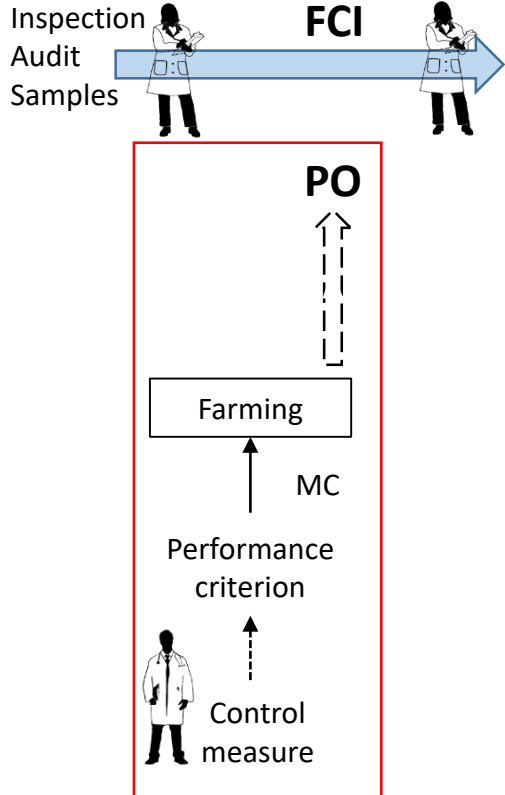 Inspection
Audit
Samples
FCI
PO
Farming
MC
Performance
criterion
Control
measure